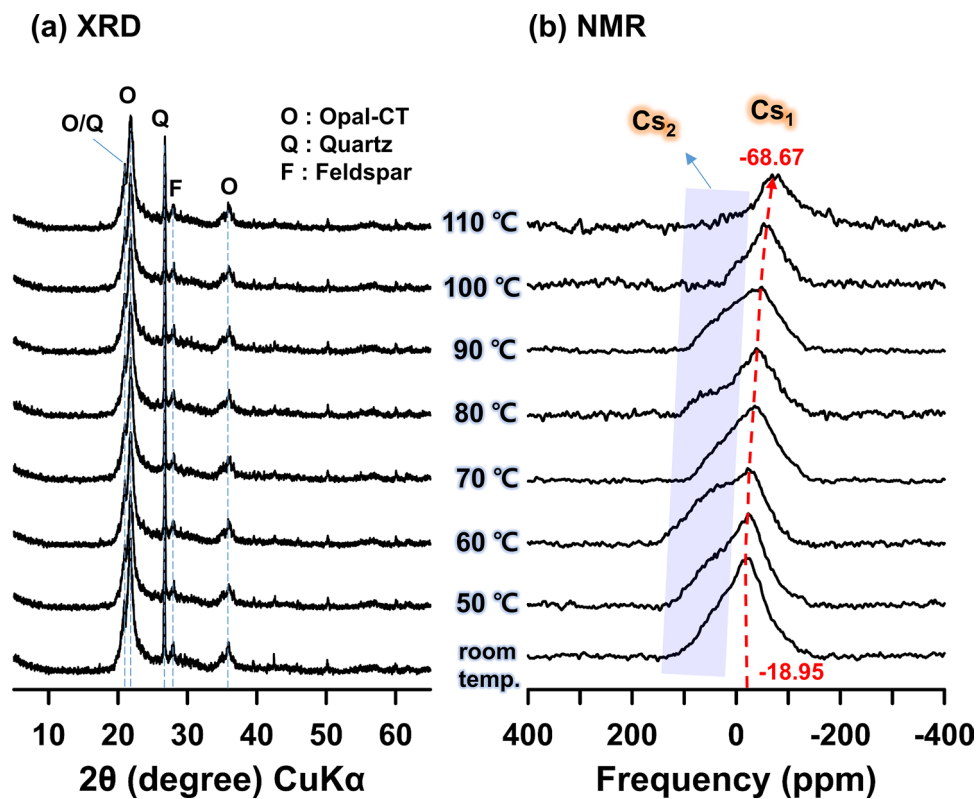 (a) XRD
O
O/Q
Q
F
O
O : Opal-CT
Q : Quartz
F : Feldspar
10 20 30 40 50 60
2θ (degree) CuKα
110 ℃
100 ℃
90 ℃
80 ℃
70 ℃
60 ℃
50 ℃
room
temp.
(b) NMR
Cs₂
Cs₁
-68.67
-18.95
400 200 0 -200 -400
Frequency (ppm)